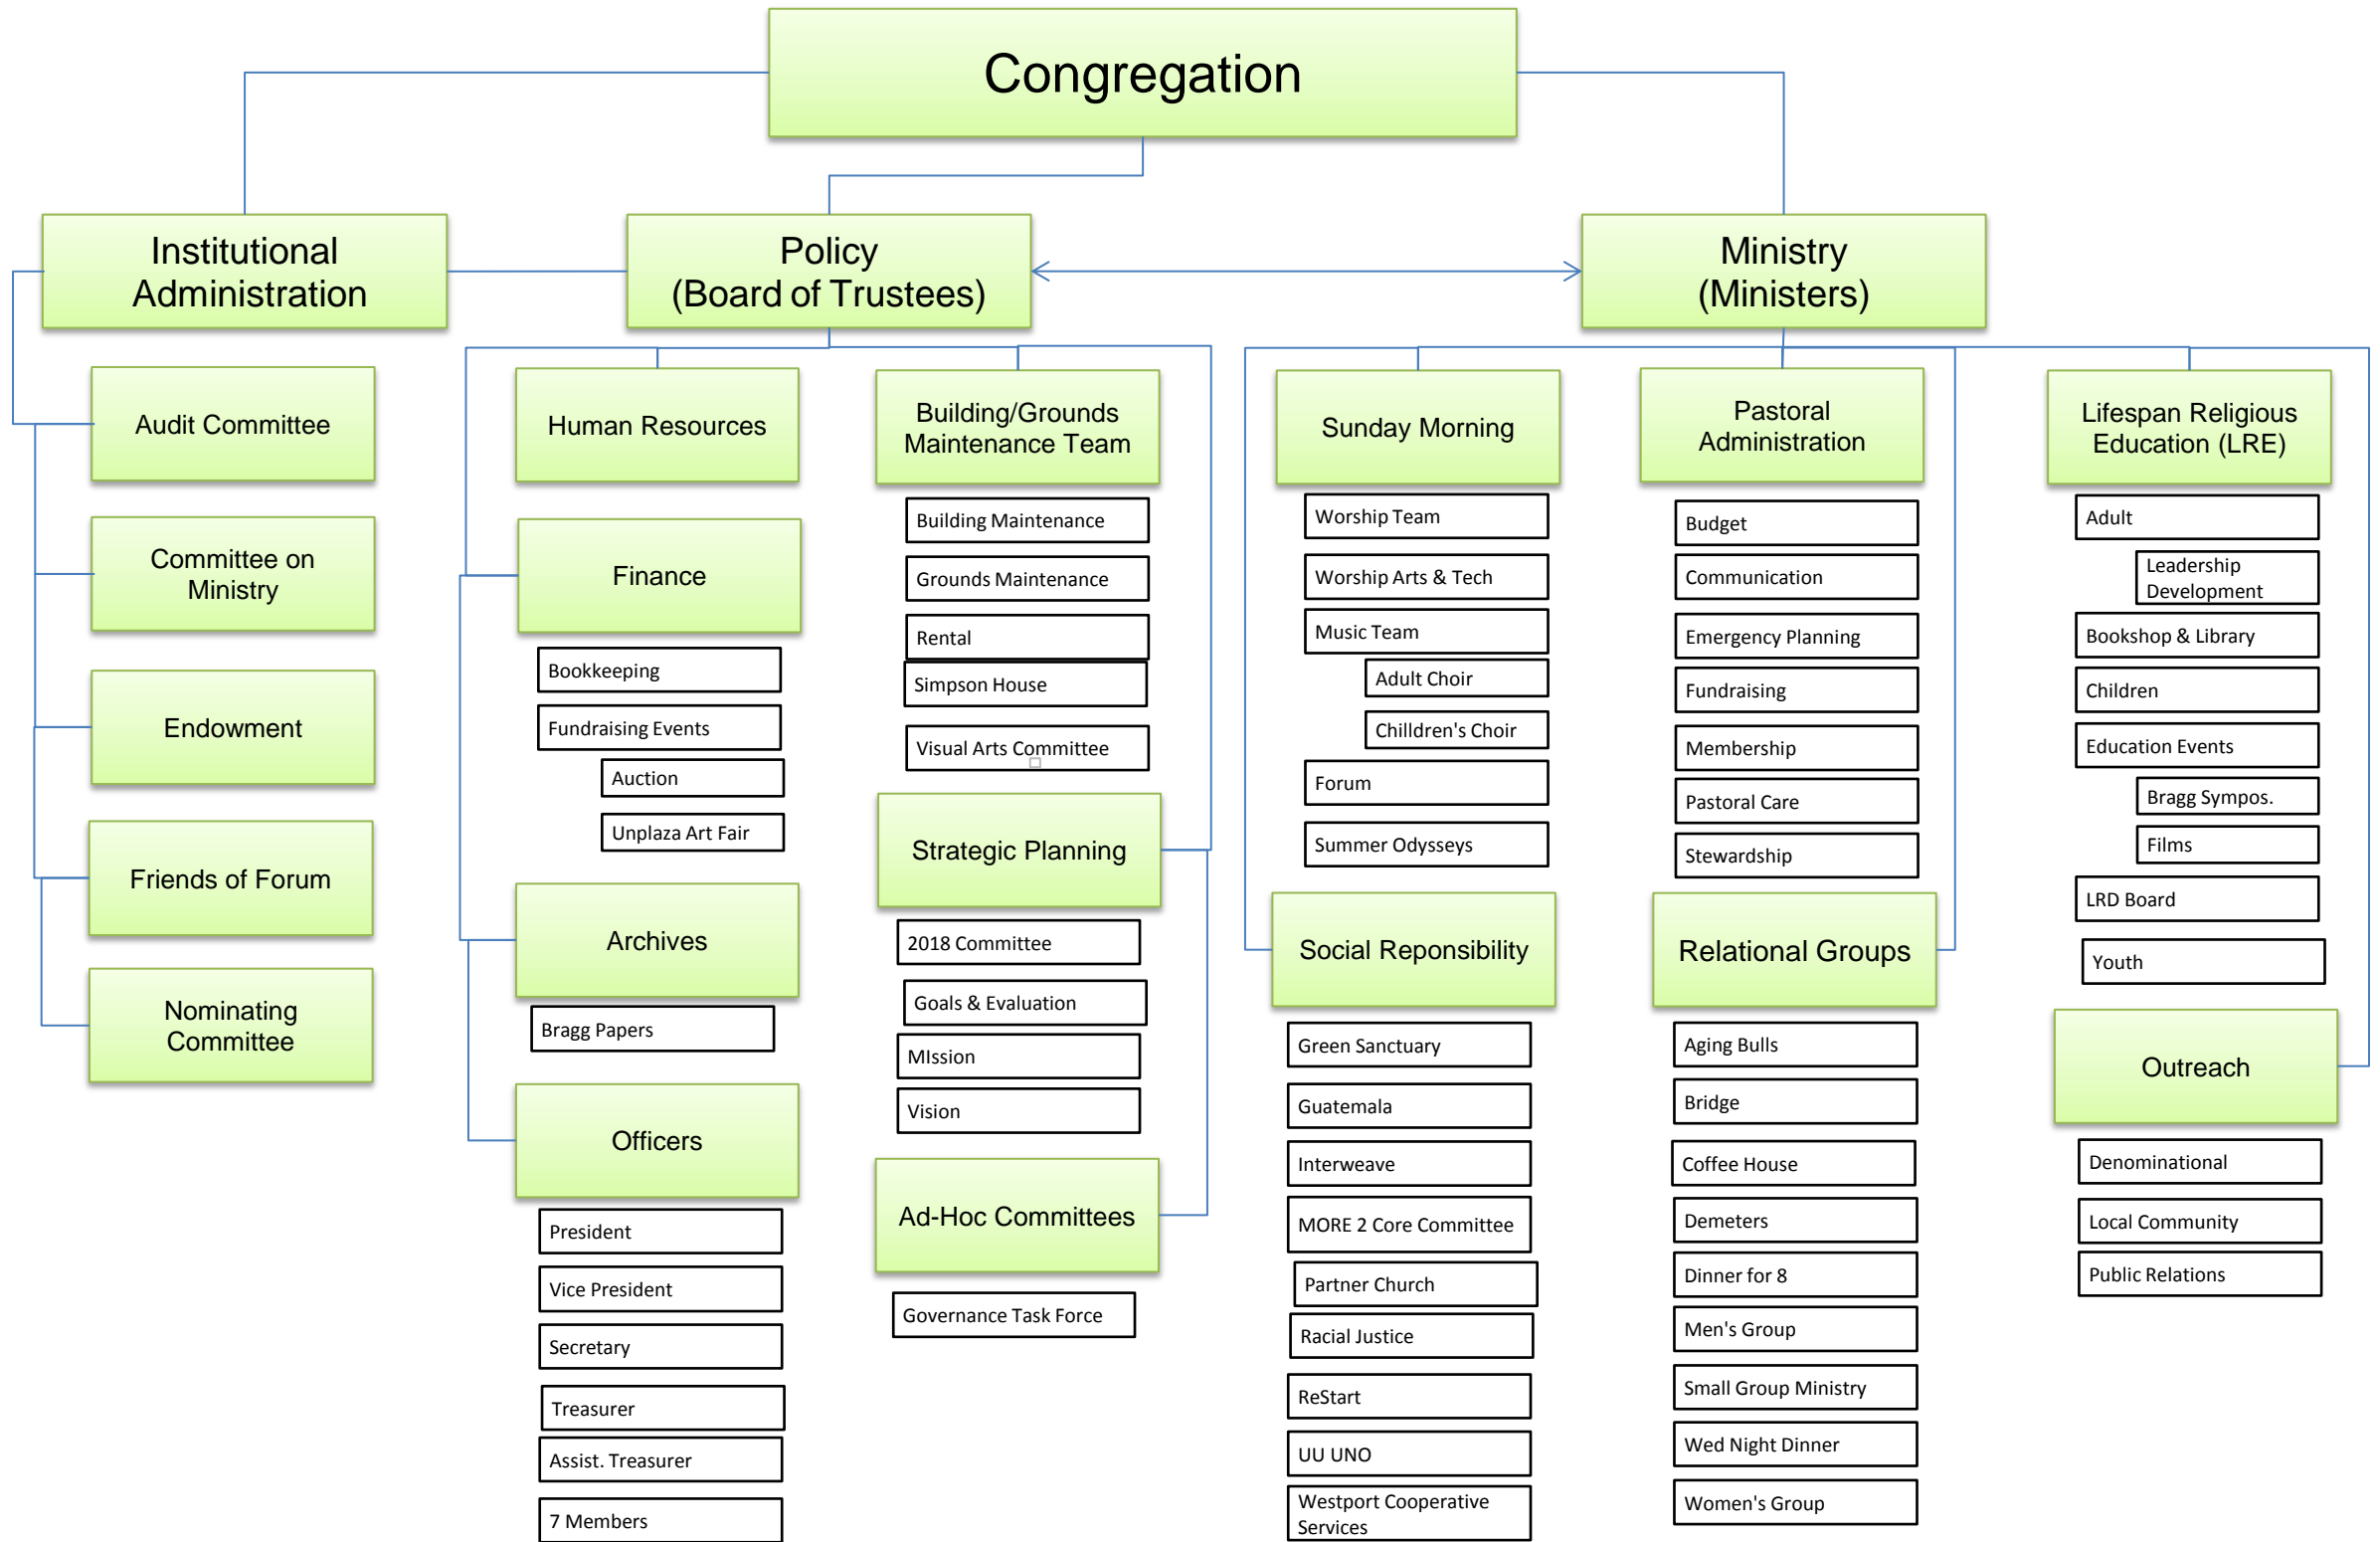 Congregation
Institutional
Administration
Policy
(Board of Trustees)
Ministry
(Ministers)
Audit Committee
Committee on
Ministry
Endowment
Friends of Forum
Nominating
Committee
Human Resources
Finance
Bookkeeping
Fundraising Events
Auction
Unplaza Art Fair
Archives
Bragg Papers
Officers
President
Vice President
Secretary
Treasurer
Assist. Treasurer
7 Members
Building/Grounds
Maintenance Team
Building Maintenance
Grounds Maintenance
Rental
Simpson House
Visual Arts Committee
Strategic Planning
2018 Committee
Goals & Evaluation
MIssion
Vision
Ad-Hoc Committees
Governance Task Force
Sunday Morning
Worship Team
Worship Arts & Tech
Music Team
Adult Choir
Chilldren's Choir
Forum
Summer Odysseys
Social Reponsibility
Green Sanctuary
Guatemala
Interweave
MORE 2 Core Committee
Partner Church
Racial Justice
ReStart
UU UNO
Westport Cooperative
Services
Pastoral
Administration
Budget
Communication
Emergency Planning
Fundraising
Membership
Pastoral Care
Stewardship
Relational Groups
Aging Bulls
Bridge
Coffee House
Demeters
Dinner for 8
Men's Group
Small Group Ministry
Wed Night Dinner
Women's Group
Lifespan Religious
Education (LRE)
Adult
Leadership
Development
Bookshop & Library
Children
Education Events
Bragg Sympos.
Films
LRD Board
Youth
Outreach
Denominational
Local Community
Public Relations